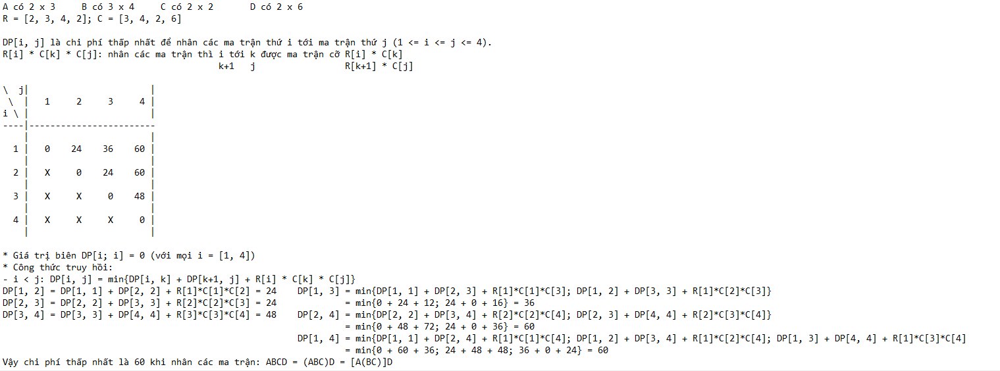 A có 2 x 3     B có 3 x 4     C có 2 x 2       D có 2 x 6
R = [2, 3, 4, 2]; C = [3, 4, 2, 6]

DP[i, j] là chi phí thấp nhất để nhân các ma trận thứ i tới ma trận thứ j (1 <= i <= j <= 4).
R[i] * C[k] * C[j]: nhân các ma trận thì i tới k được ma trận cỡ R[i] * C[k]
                                         k+1   j                 R[k+1] * C[j]

\  j|                       |
 \  |   1     2     3     4 |
i \ |                       |
----|------------------------
    |                       |
  1 |   0    24    36    60 |
    |                       |
  2 |   X     0    24    60 |
    |                       |
  3 |   X     X     0    48 |
    |                       |
  4 |   X     X     X     0 |
    |                       |

* Giá trị biên DP[i; i] = 0 (với mọi i = [1, 4])
* Công thức truy hồi:
- i < j: DP[i, j] = min{DP[i, k] + DP[k+1, j] + R[i] * C[k] * C[j]}
DP[1, 2] = DP[1, 1] + DP[2, 2] + R[1]*C[1]*C[2] = 24    DP[1, 3] = min{DP[1, 1] + DP[2, 3] + R[1]*C[1]*C[3]; DP[1, 2] + DP[3, 3] + R[1]*C[2]*C[3]}
DP[2, 3] = DP[2, 2] + DP[3, 3] + R[2]*C[2]*C[3] = 24             = min{0 + 24 + 12; 24 + 0 + 16} = 36
DP[3, 4] = DP[3, 3] + DP[4, 4] + R[3]*C[3]*C[4] = 48    DP[2, 4] = min{DP[2, 2] + DP[3, 4] + R[2]*C[2]*C[4]; DP[2, 3] + DP[4, 4] + R[2]*C[3]*C[4]}
                                                                 = min{0 + 48 + 72; 24 + 0 + 36} = 60
                                                        DP[1, 4] = min{DP[1, 1] + DP[2, 4] + R[1]*C[1]*C[4]; DP[1, 2] + DP[3, 4] + R[1]*C[2]*C[4]; DP[1, 3] + DP[4, 4] + R[1]*C[3]*C[4]
                                                                 = min{0 + 60 + 36; 24 + 48 + 48; 36 + 0 + 24} = 60
Vậy chi phí thấp nhất là 60 khi nhân các ma trận: ABCD = (ABC)D = [A(BC)]D